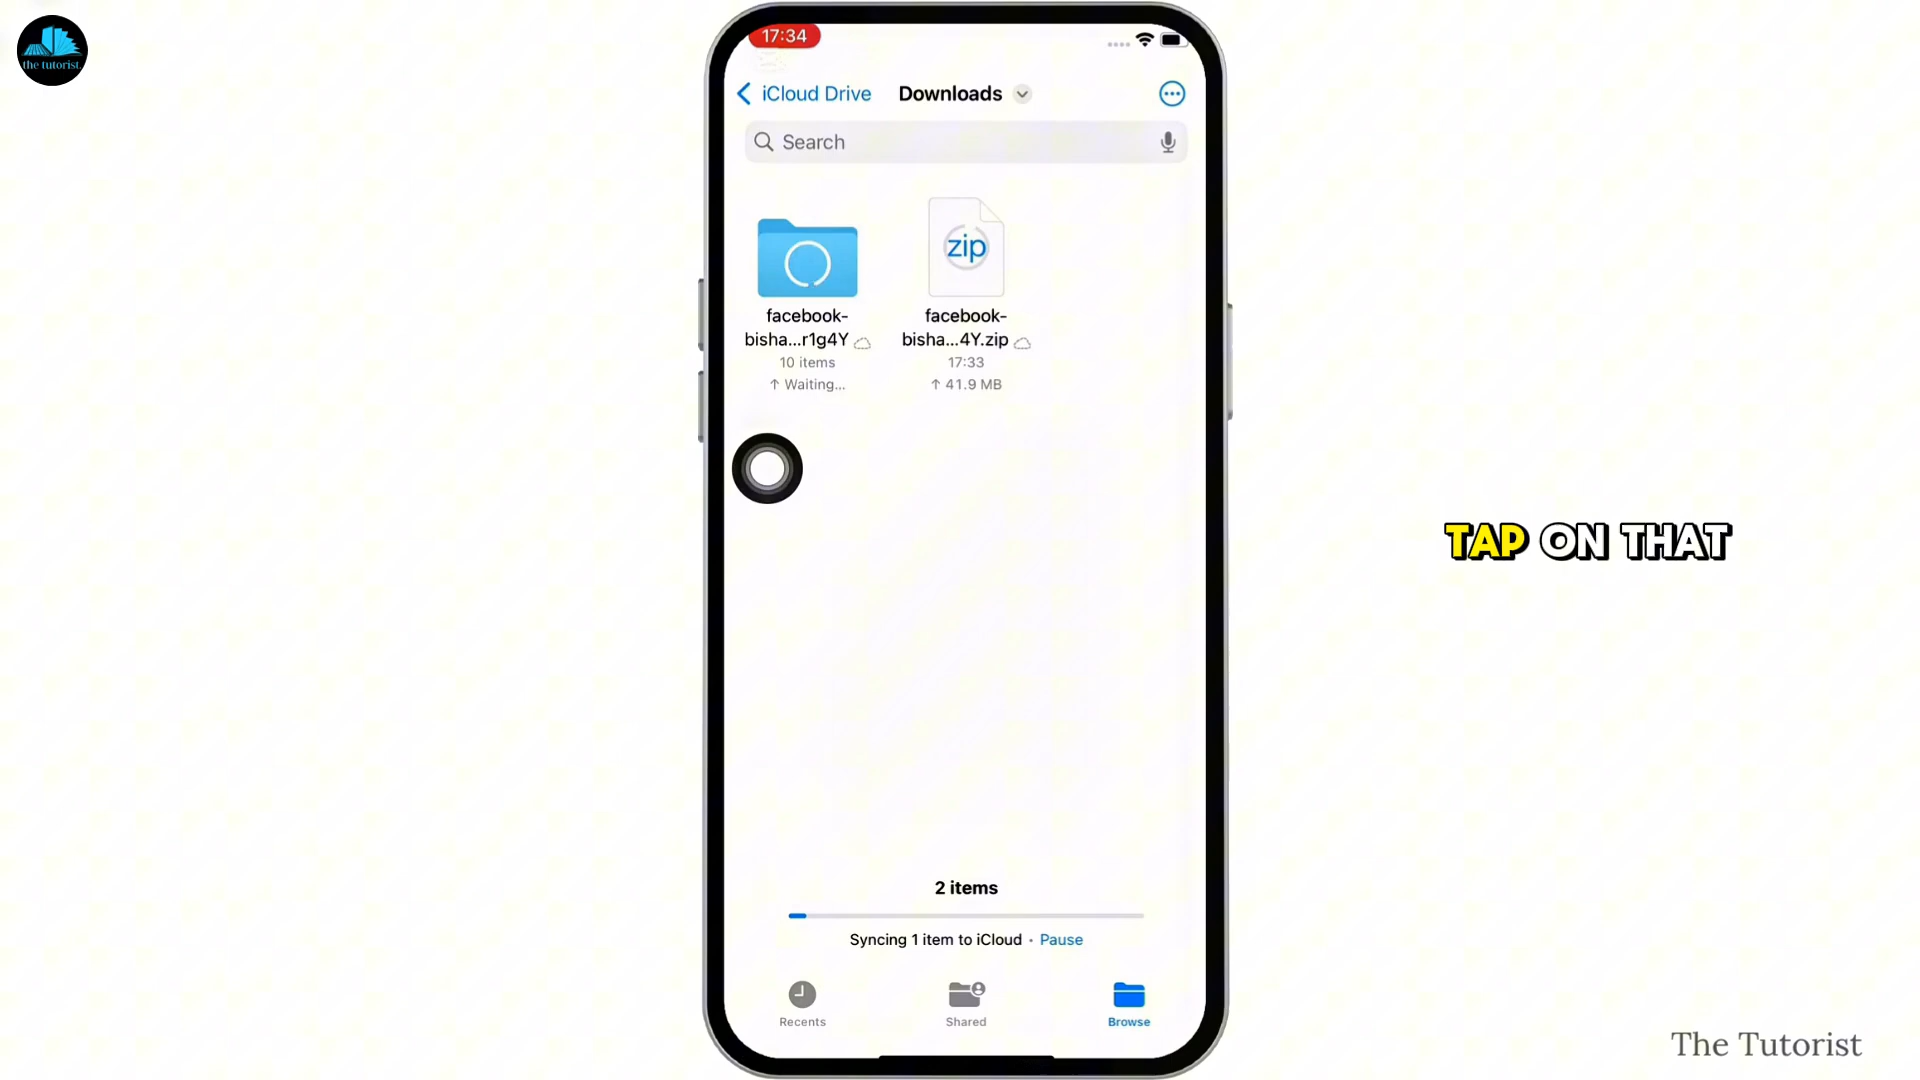 the tutorist.
17:34
iCloud Drive
Downloads
Search
zip
facebook-
bisha...r1g4Y
10 items
↑ Waiting...
facebook-
bisha...4Y.zip
17:33
↑ 41.9 MB
TAP ON THAT
2 items
Syncing 1 item to iCloud · Pause
Recents
Shared
Browse
The Tutorist